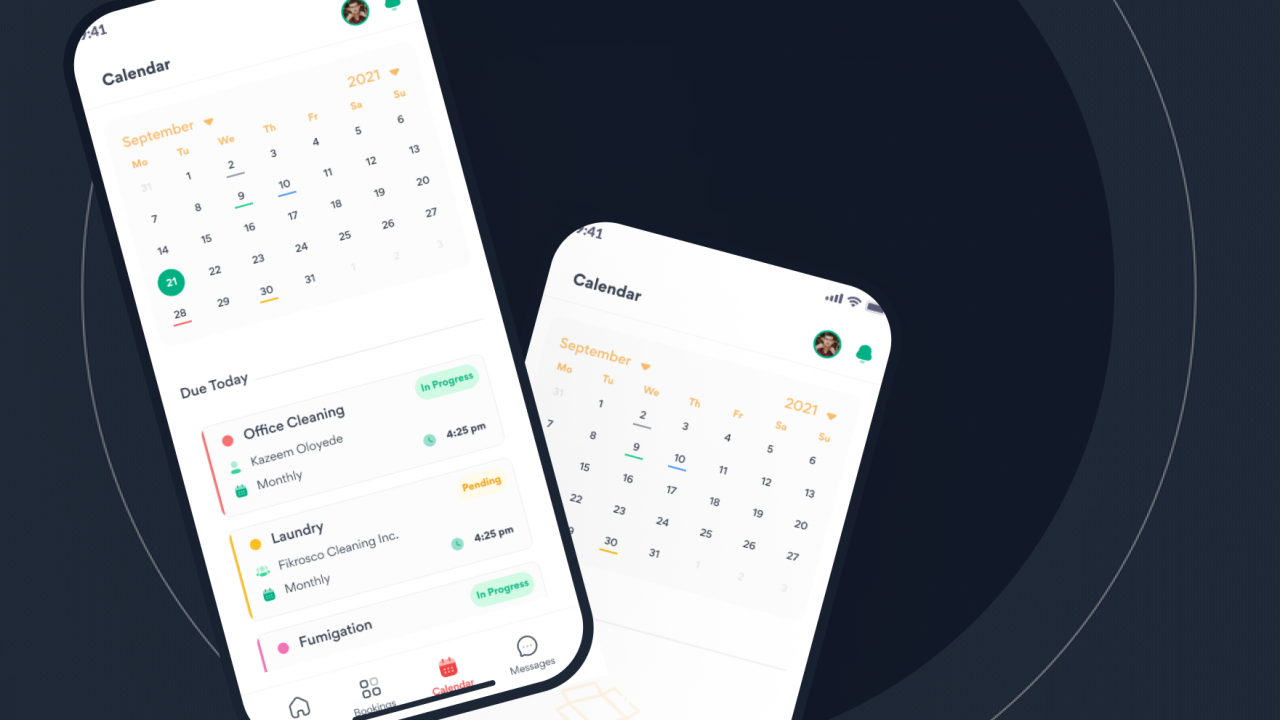 9:41
Calendar
September 2021
Mo Tu We Th Fr Sa Su
31 1 2 3 4 5 6
7 8 9 10 11 12 13
14 15 16 17 18 19 20
21 22 23 24 25 26 27
28 29 30 31 1 2 3
Due Today
Office Cleaning In Progress
Kazeem Oloyede
Monthly 4:25 pm
Laundry Pending
Fikrosco Cleaning Inc.
Monthly 4:25 pm
Fumigation In Progress
Bookings Calendar Messages
9:41
Calendar
September 2021
Mo Tu We Th Fr Sa Su
31 1 2 3 4 5 6
7 8 9 10 11 12 13
15 16 17 18 19 20
22 23 24 25 26 27
30 31 1 2 3